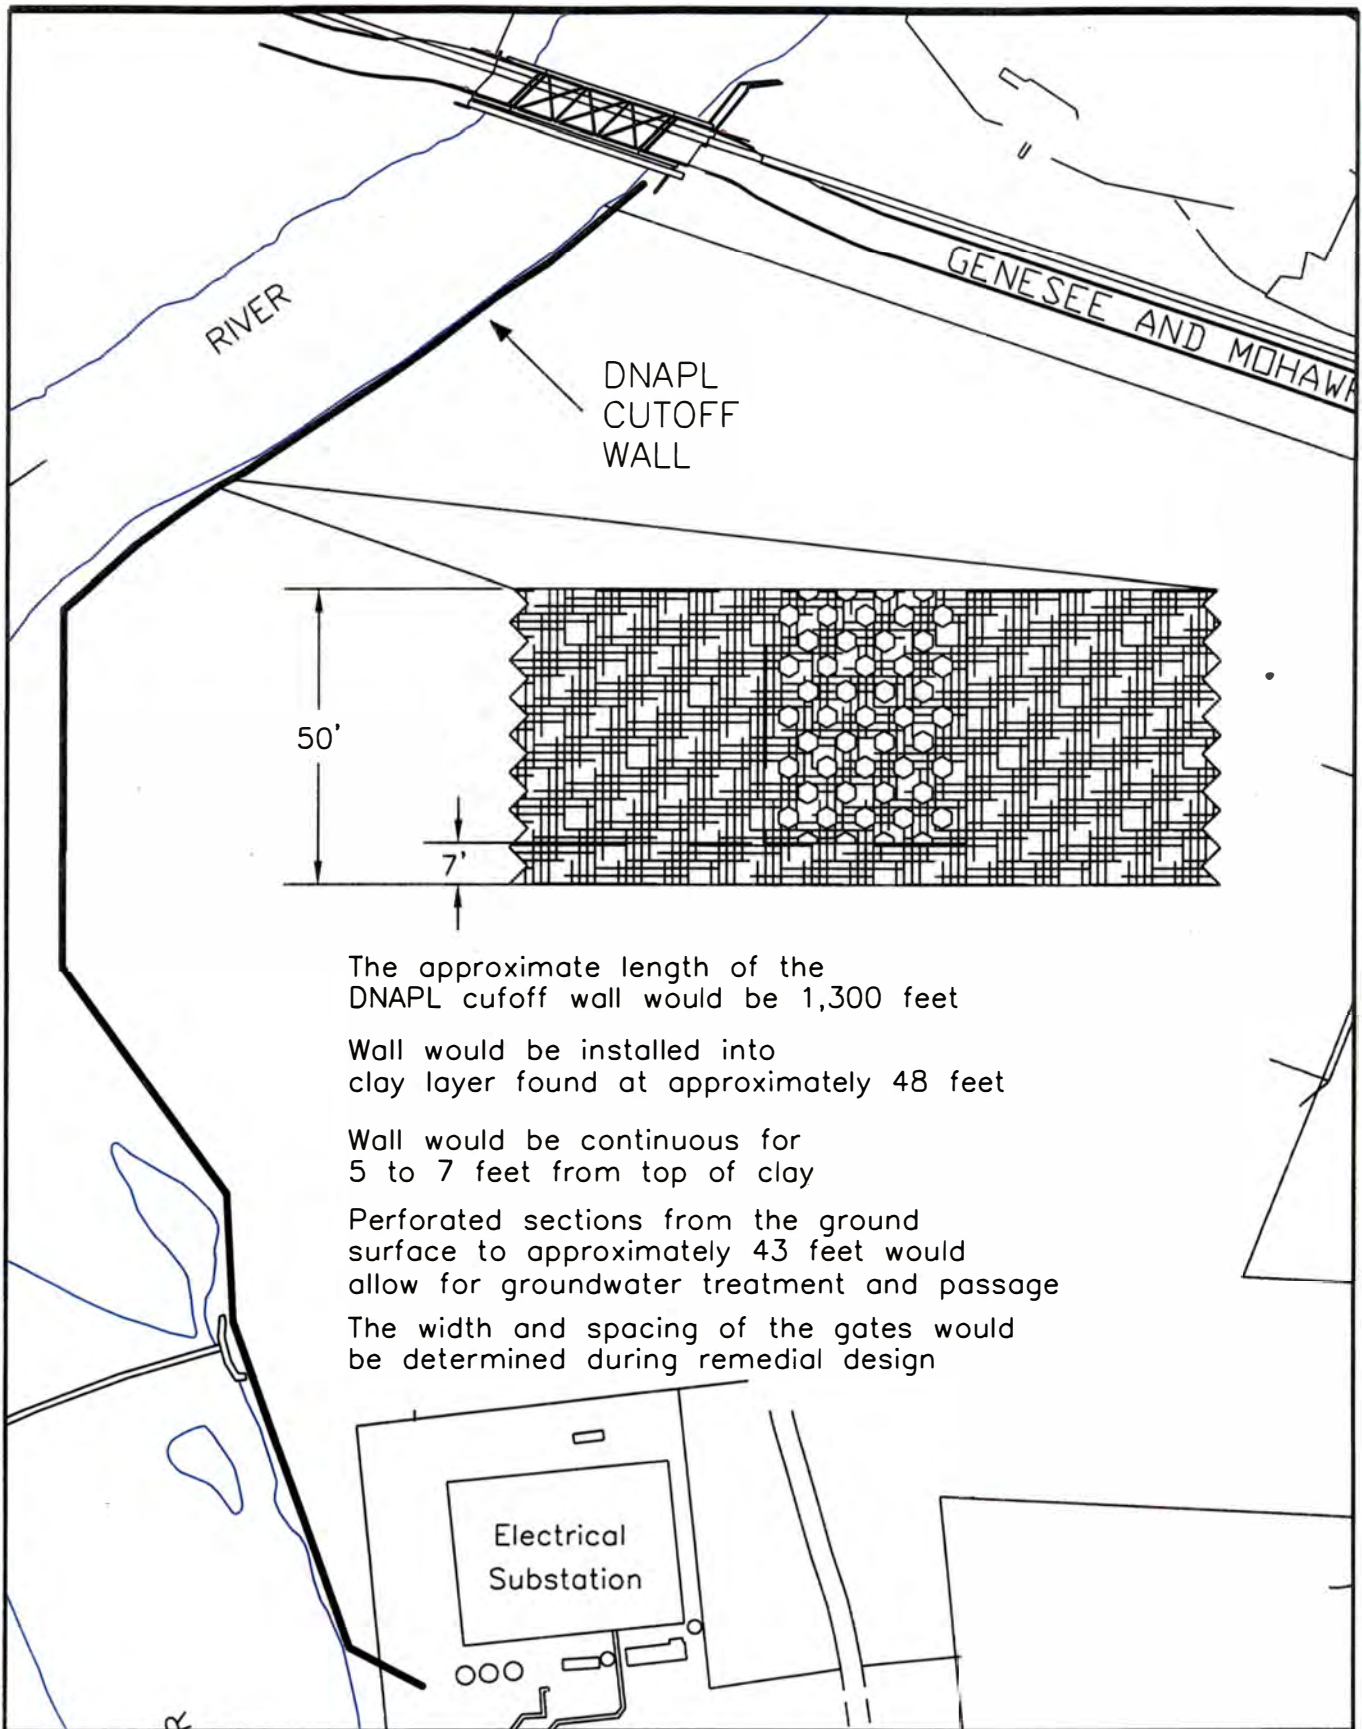 RIVER
GENESEE AND MOHAWK
DNAPL
CUTOFF
WALL
50'
7'
The approximate length of the
DNAPL cufoff wall would be 1,300 feet
Wall would be installed into
clay layer found at approximately 48 feet
Wall would be continuous for
5 to 7 feet from top of clay
Perforated sections from the ground
surface to approximately 43 feet would
allow for groundwater treatment and passage
The width and spacing of the gates would
be determined during remedial design
Electrical
Substation
R